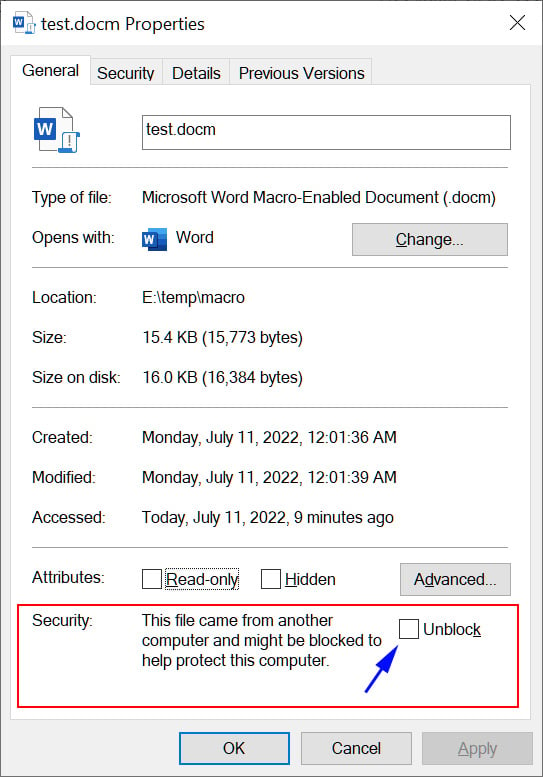 test.docm Properties
General Security Details Previous Versions
test.docm
Type of file: Microsoft Word Macro-Enabled Document (.docm)
Opens with: Word Change...
Location: E:\temp\macro
Size: 15.4 KB (15,773 bytes)
Size on disk: 16.0 KB (16,384 bytes)
Created: Monday, July 11, 2022, 12:01:36 AM
Modified: Monday, July 11, 2022, 12:01:39 AM
Accessed: Today, July 11, 2022, 9 minutes ago
Attributes: Read-only Hidden Advanced...
Security: This file came from another
computer and might be blocked to Unblock
help protect this computer.
OK Cancel Apply